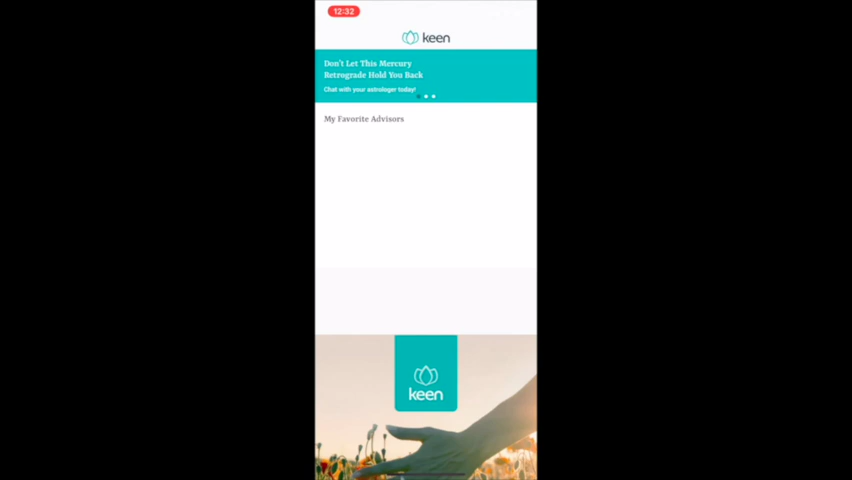 12:32
keen
Don't Let This Mercury
Retrograde Hold You Back
Chat with your astrologer today!
My Favorite Advisors
keen